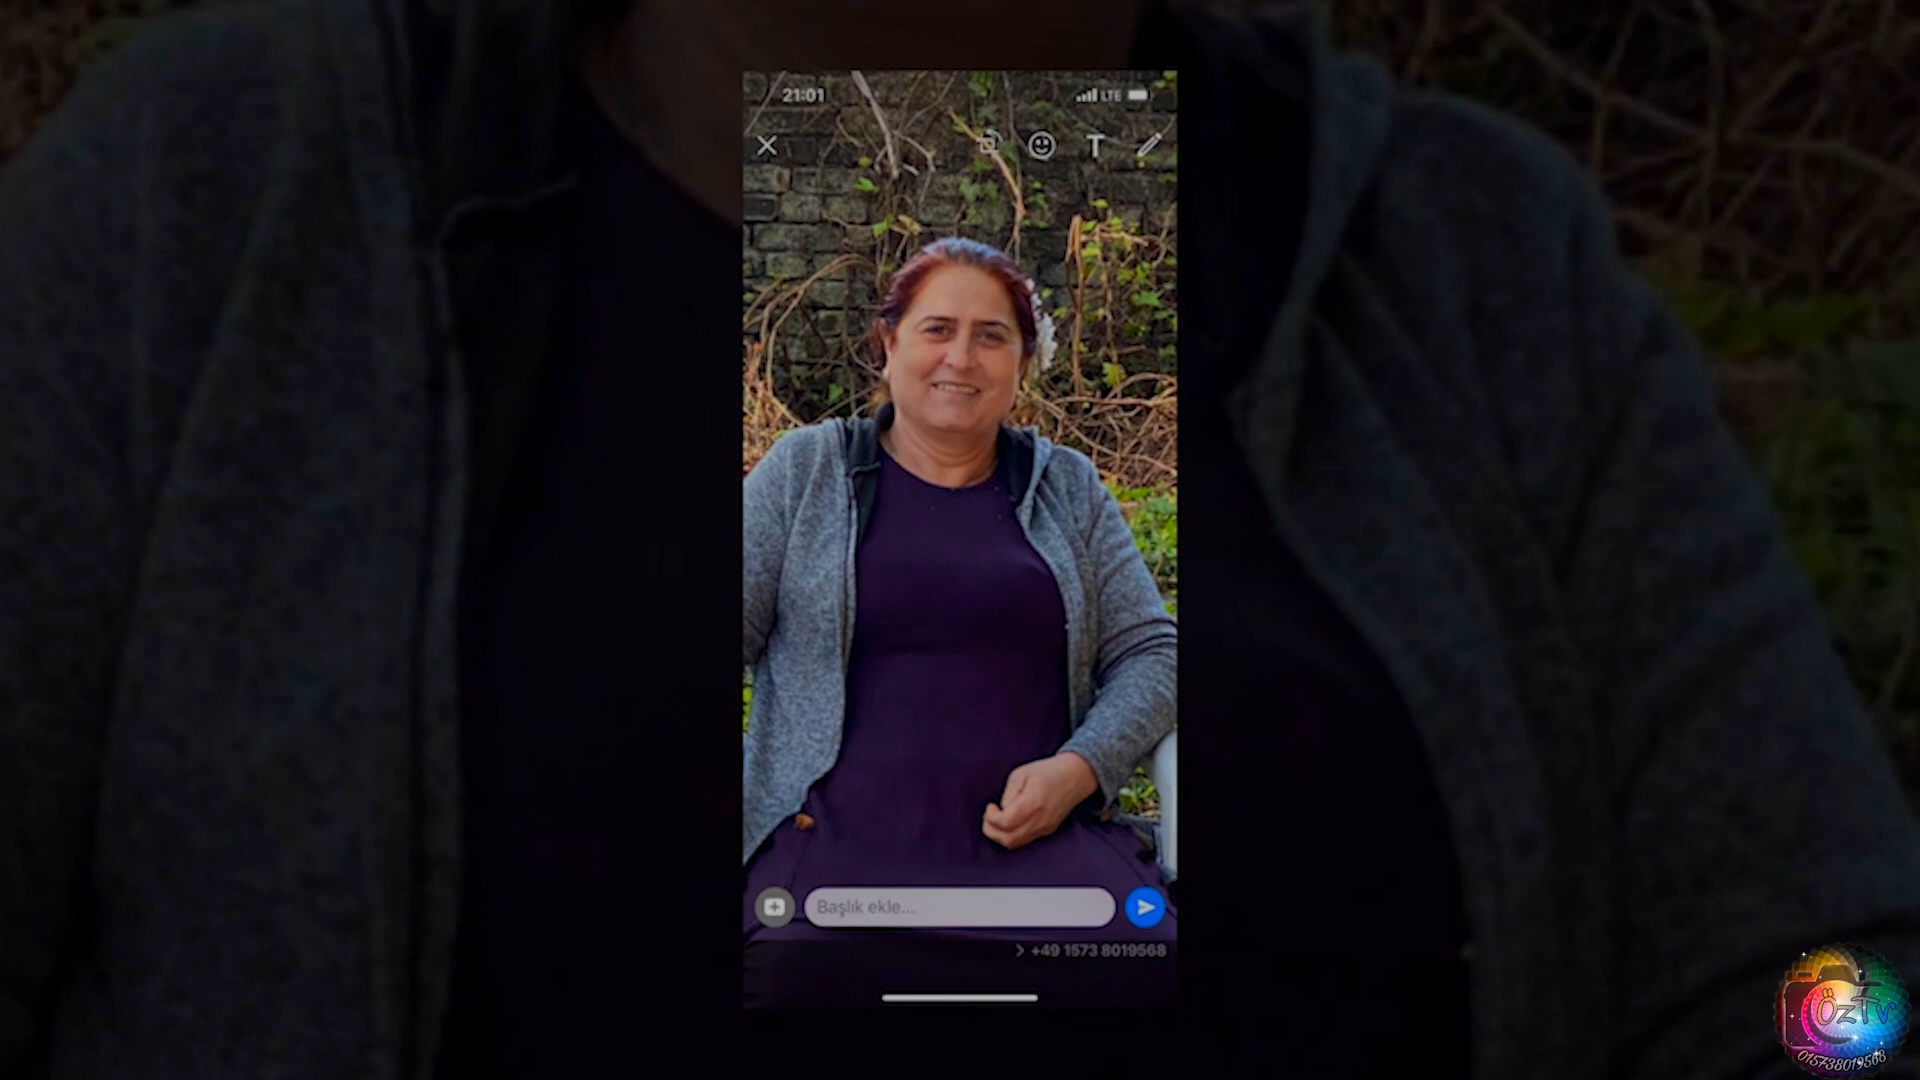 21:01
LTE
T
Başlık ekle...
> +49 1573 8019568
ÖzTv
015738019568